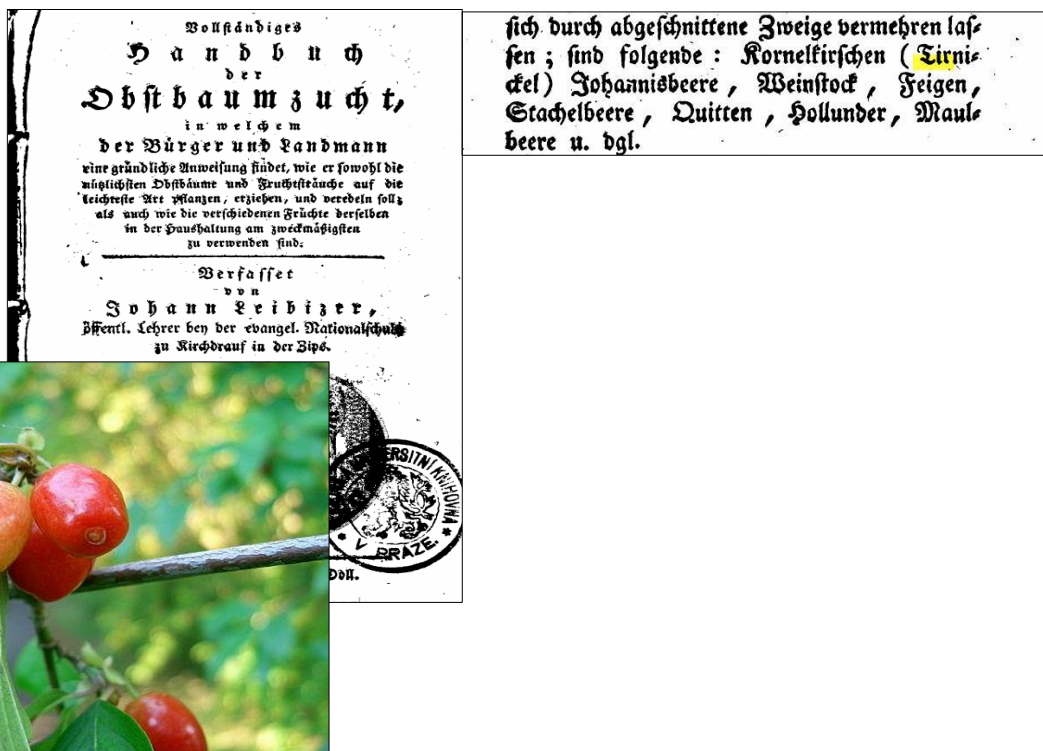 Vollständiges
Handbuch
der
Obstbaumzucht,
in welchem
der Bürger und Landmann
eine gründliche Anweisung findet, wie er sowohl die
nützlichsten Obstbäume und Fruchtsträuche auf die
leichteste Art pflanzen, erziehen, und veredeln soll;
als auch wie die verschiedenen Früchte derselben
in der Haushaltung am zweckmäßigsten
zu verwenden sind.
Verfasset
von
Johann Leibizer,
öffentl. Lehrer bey der evangel. Nationalschule
zu Kirchdrauf in der Zips.
KNIHOVNA * V PRAZE. *
sich durch abgeschnittene Zweige vermehren las-
sen ; sind folgende : Kornelkirschen ( Tirni-
ckel) Johannisbeere , Weinstock , Feigen,
Stachelbeere , Quitten , Hollunder, Maul-
beere u. dgl.